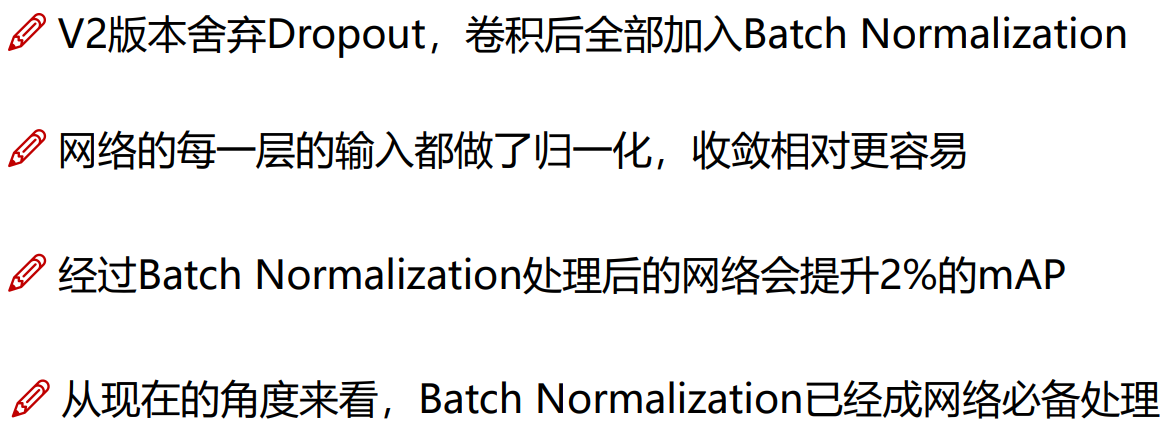 V2版本舍弃Dropout，卷积后全部加入Batch Normalization
网络的每一层的输入都做了归一化，收敛相对更容易
经过Batch Normalization处理后的网络会提升2%的mAP
从现在的角度来看，Batch Normalization已经成网络必备处理